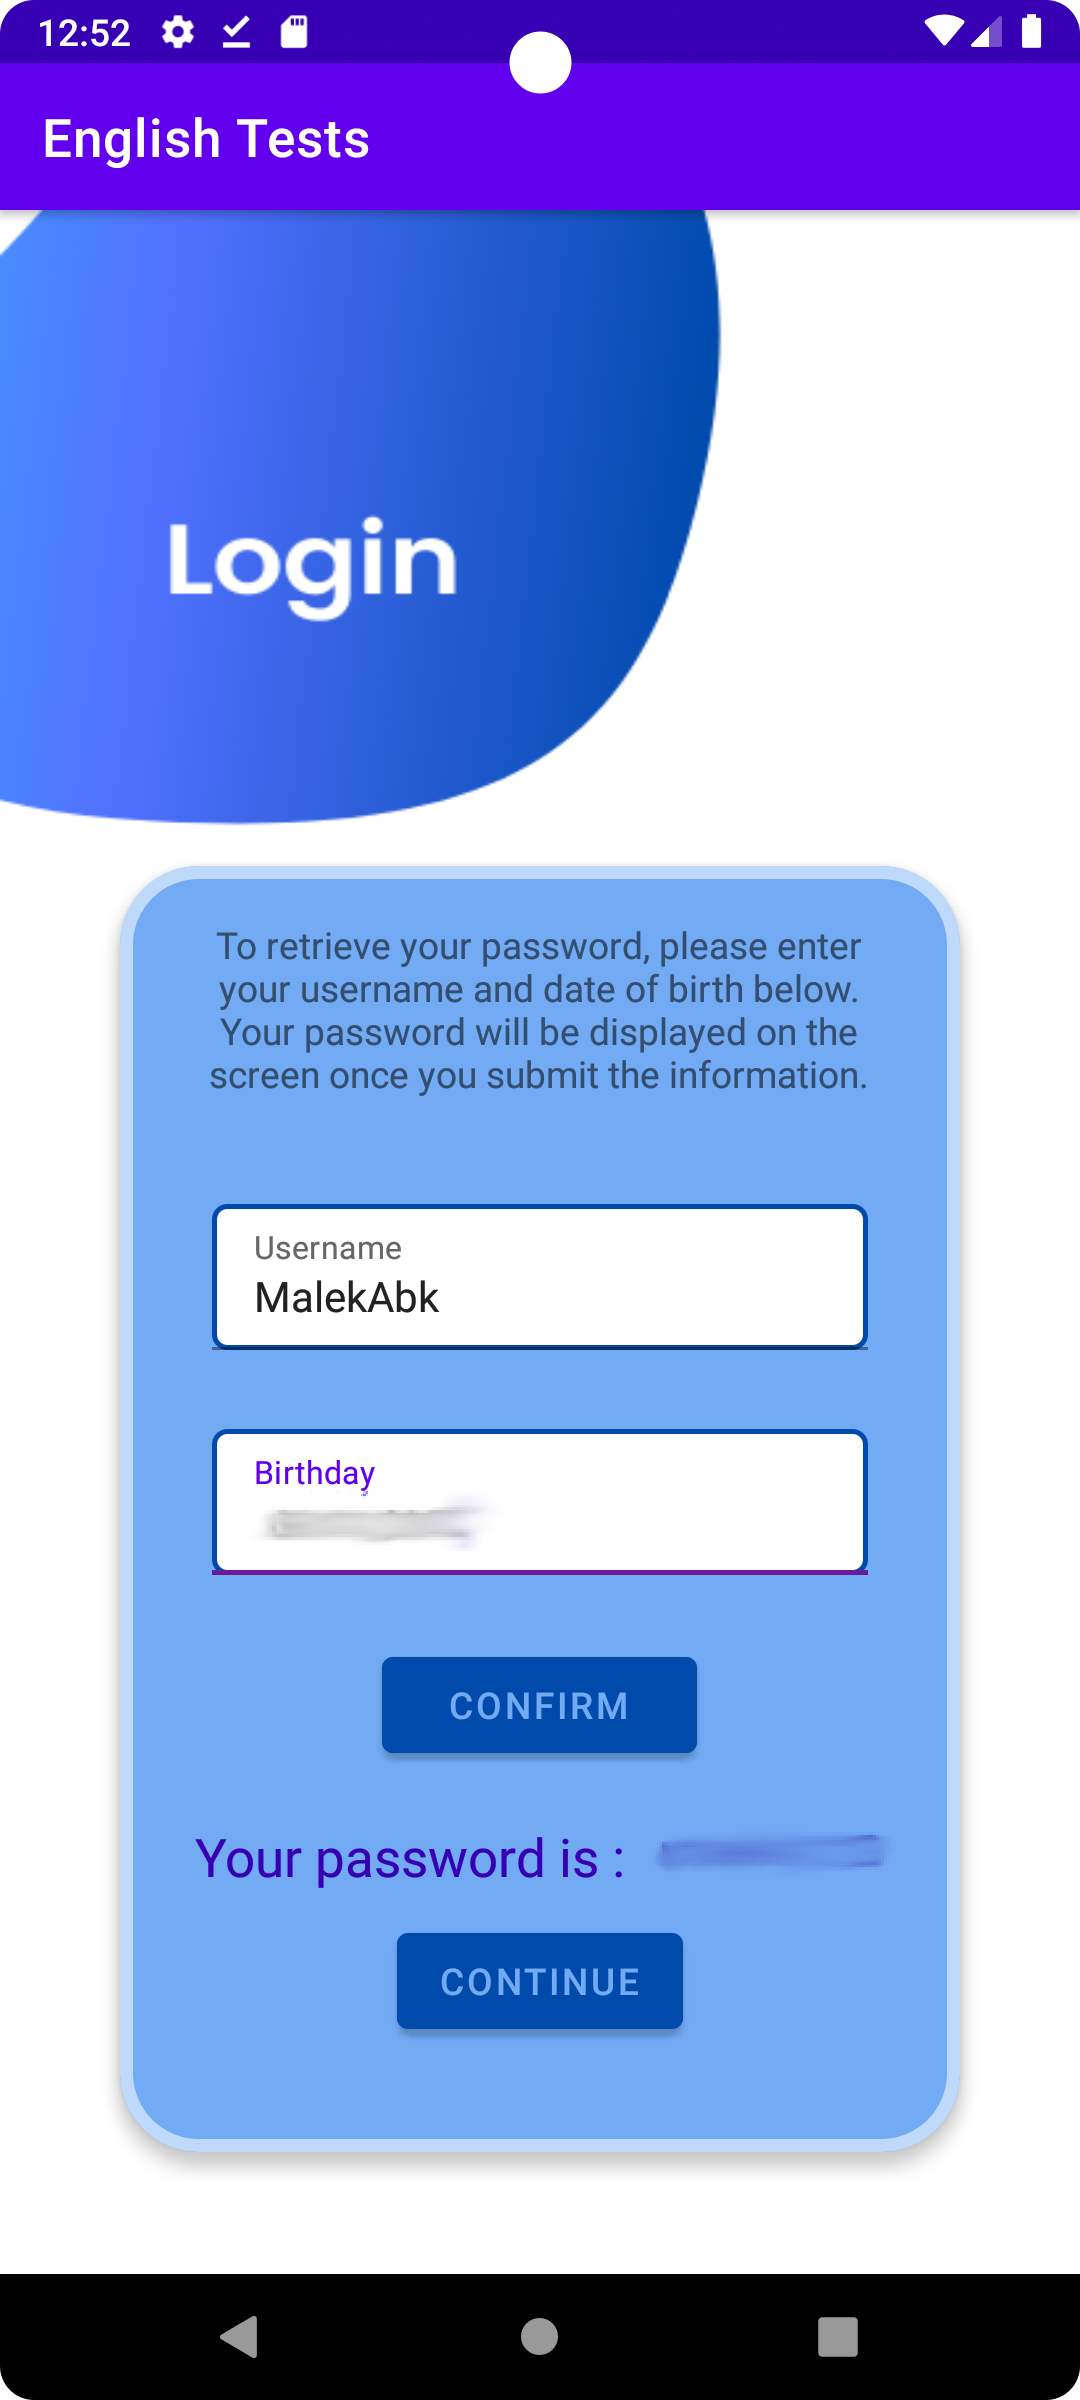 12:52
English Tests
Login
To retrieve your password, please enter
your username and date of birth below.
Your password will be displayed on the
screen once you submit the information.
Username
MalekAbk
Birthday
CONFIRM
Your password is :
CONTINUE